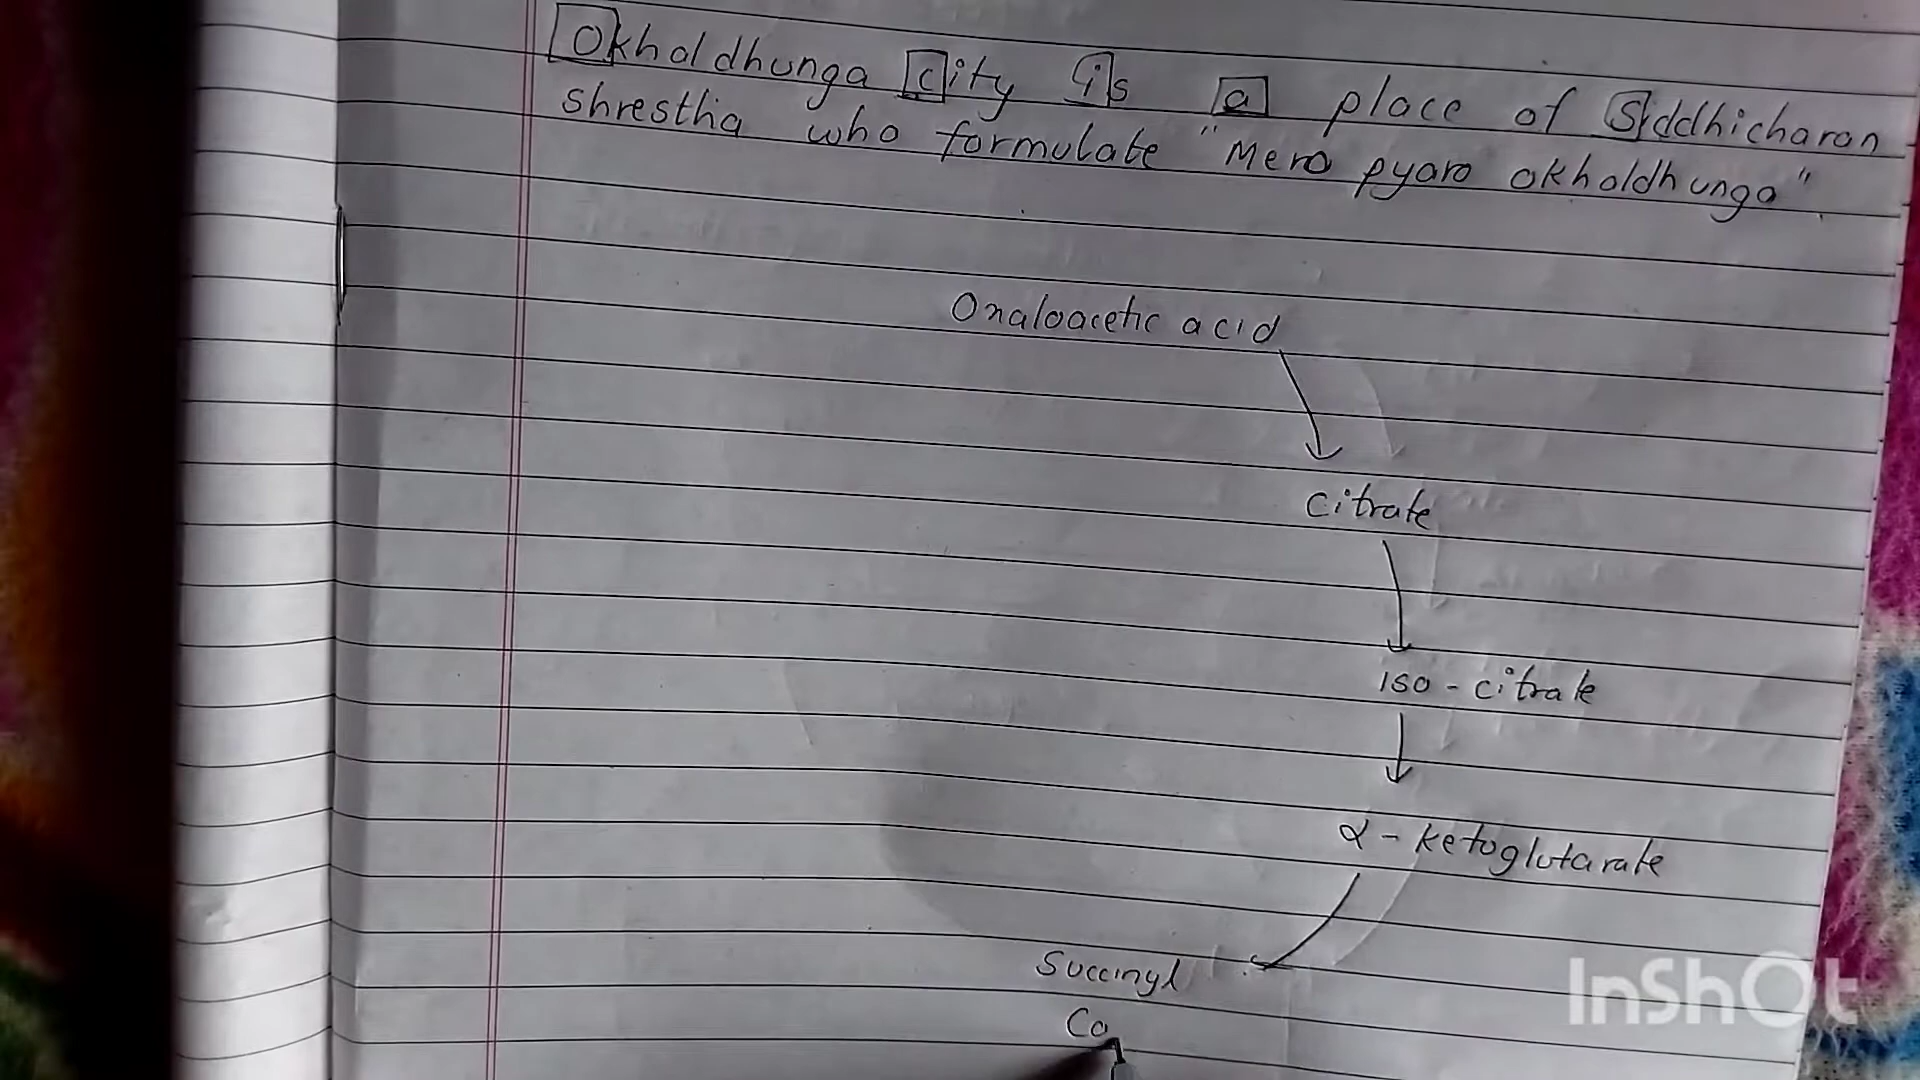 Okhaldhunga city is a place of Siddhicharan
shrestha who formulate "Mero pyaro okhaldhunga"
Oxaloacetic acid
citrate
iso - citrate
α - ketoglutarate
Succinyl
Co
InShOt